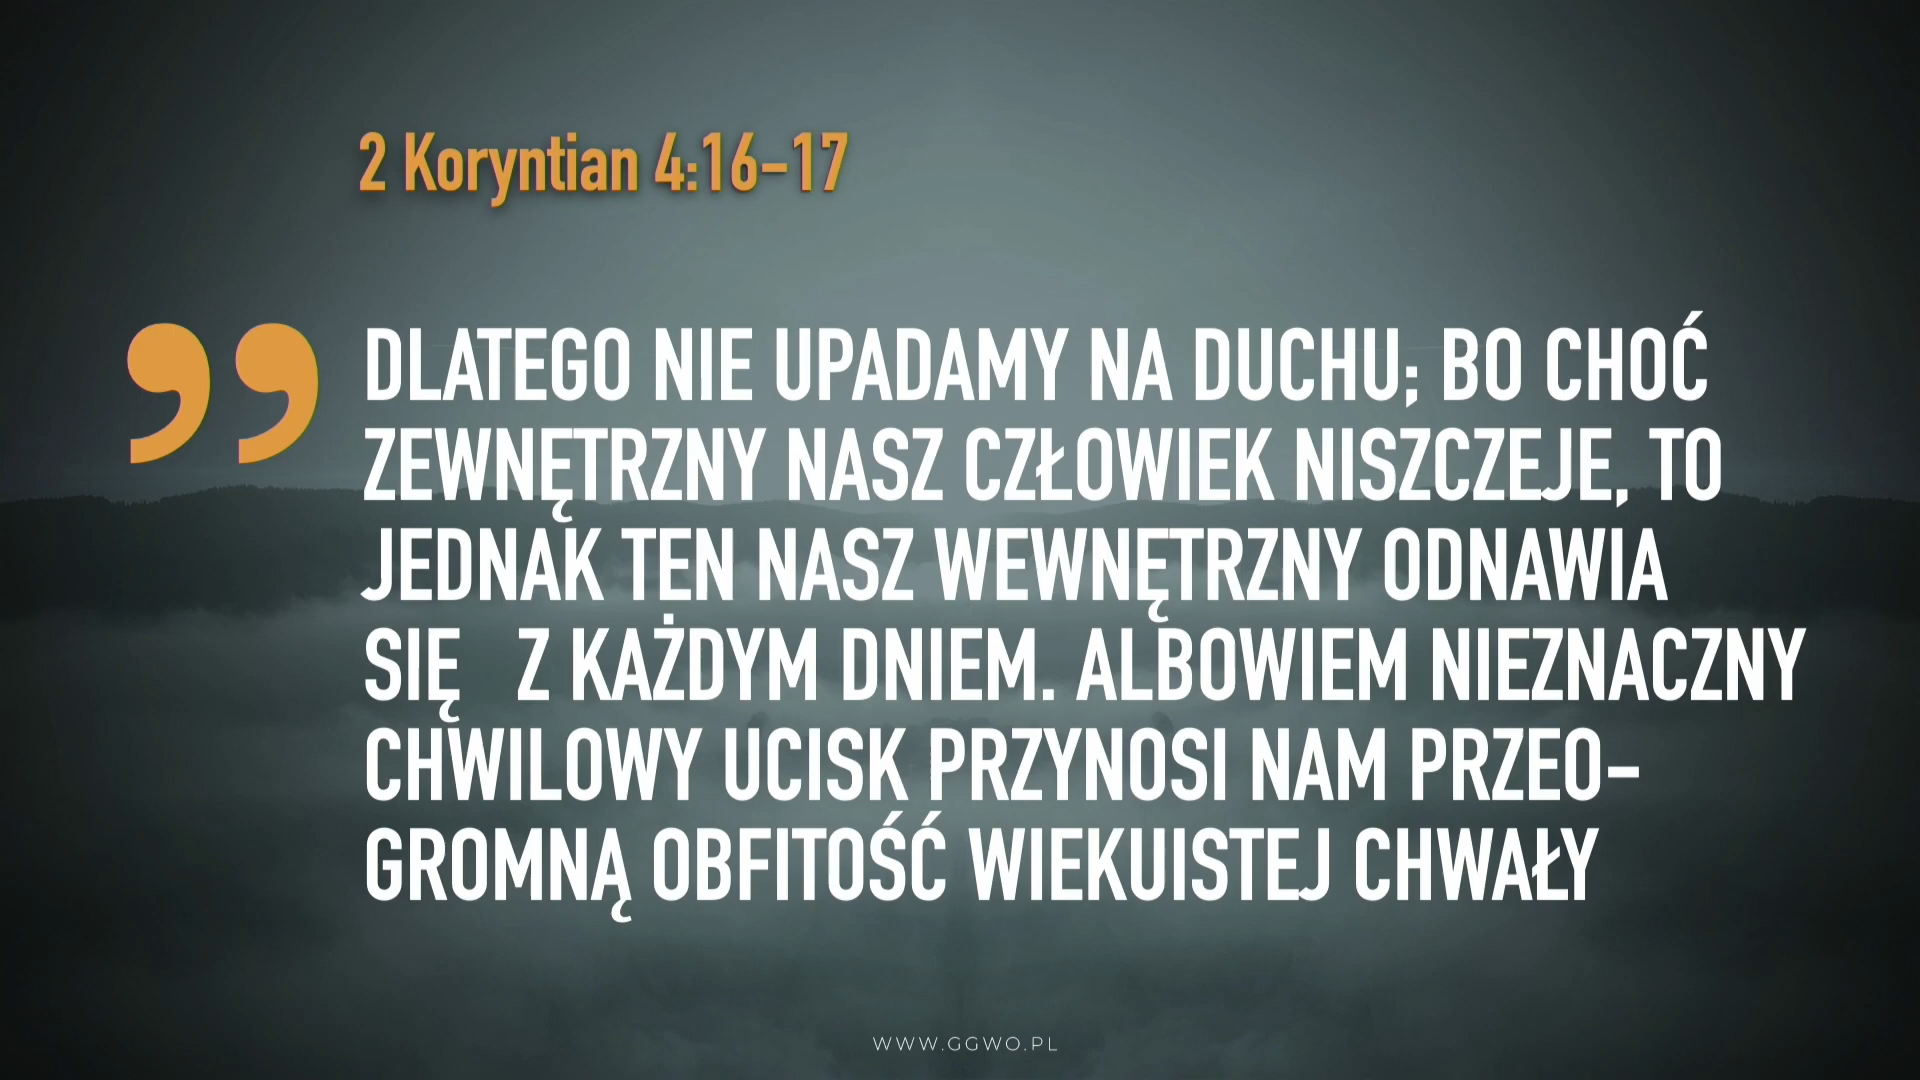 2 Koryntian 4:16-17
” DLATEGO NIE UPADAMY NA DUCHU; BO CHOĆ
ZEWNĘTRZNY NASZ CZŁOWIEK NISZCZEJE, TO
JEDNAK TEN NASZ WEWNĘTRZNY ODNAWIA
SIĘ Z KAŻDYM DNIEM. ALBOWIEM NIEZNACZNY
CHWILOWY UCISK PRZYNOSI NAM PRZEO-
GROMNĄ OBFITOŚĆ WIEKUISTEJ CHWAŁY
WWW.GGWO.PL